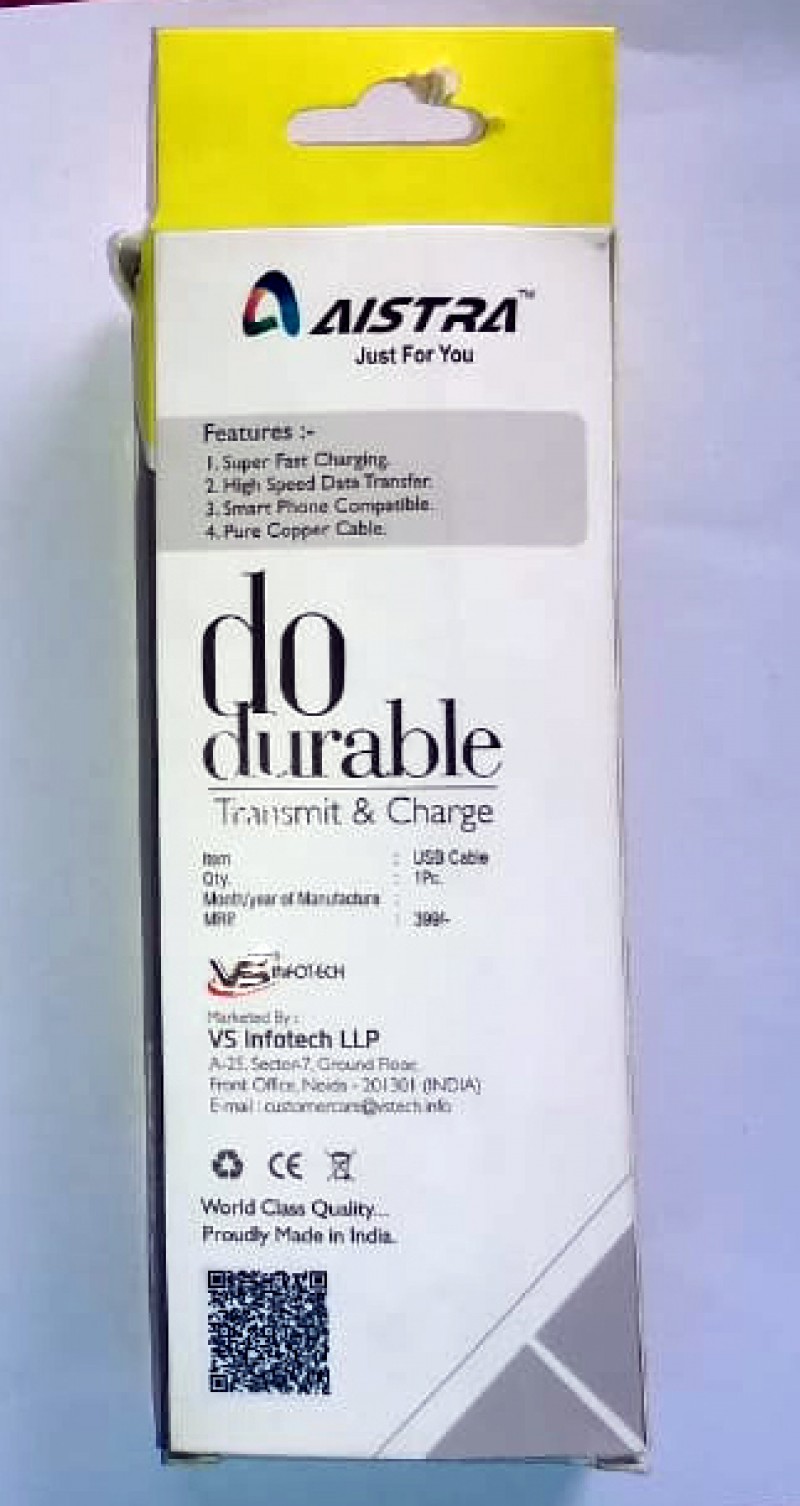 AISTRA™
Just For You
Features :-
1. Super Fast Charging.
2. High Speed Data Transfer.
3. Smart Phone Compatible.
4. Pure Copper Cable.
do
durable
Transmit & Charge
Item : USB Cable
Qty. : 1Pc.
Month/year of Manufacture :
MRP : 399/-
VS INFOTECH
Marketed By :
VS Infotech LLP
A-25, Sector-7, Ground Floor,
Front Office, Noida - 201301 (INDIA)
E-mail : customercare@vstech.info
CE
World Class Quality...
Proudly Made in India.